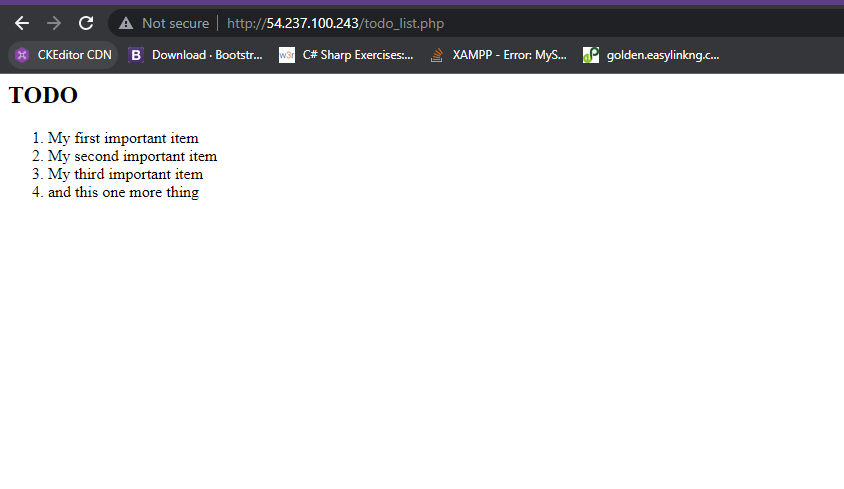 Not secure | http://54.237.100.243/todo_list.php
CKEditor CDN B Download · Bootstr... w3r C# Sharp Exercises:... XAMPP - Error: MyS... golden.easylinkng.c...
TODO
1. My first important item
2. My second important item
3. My third important item
4. and this one more thing